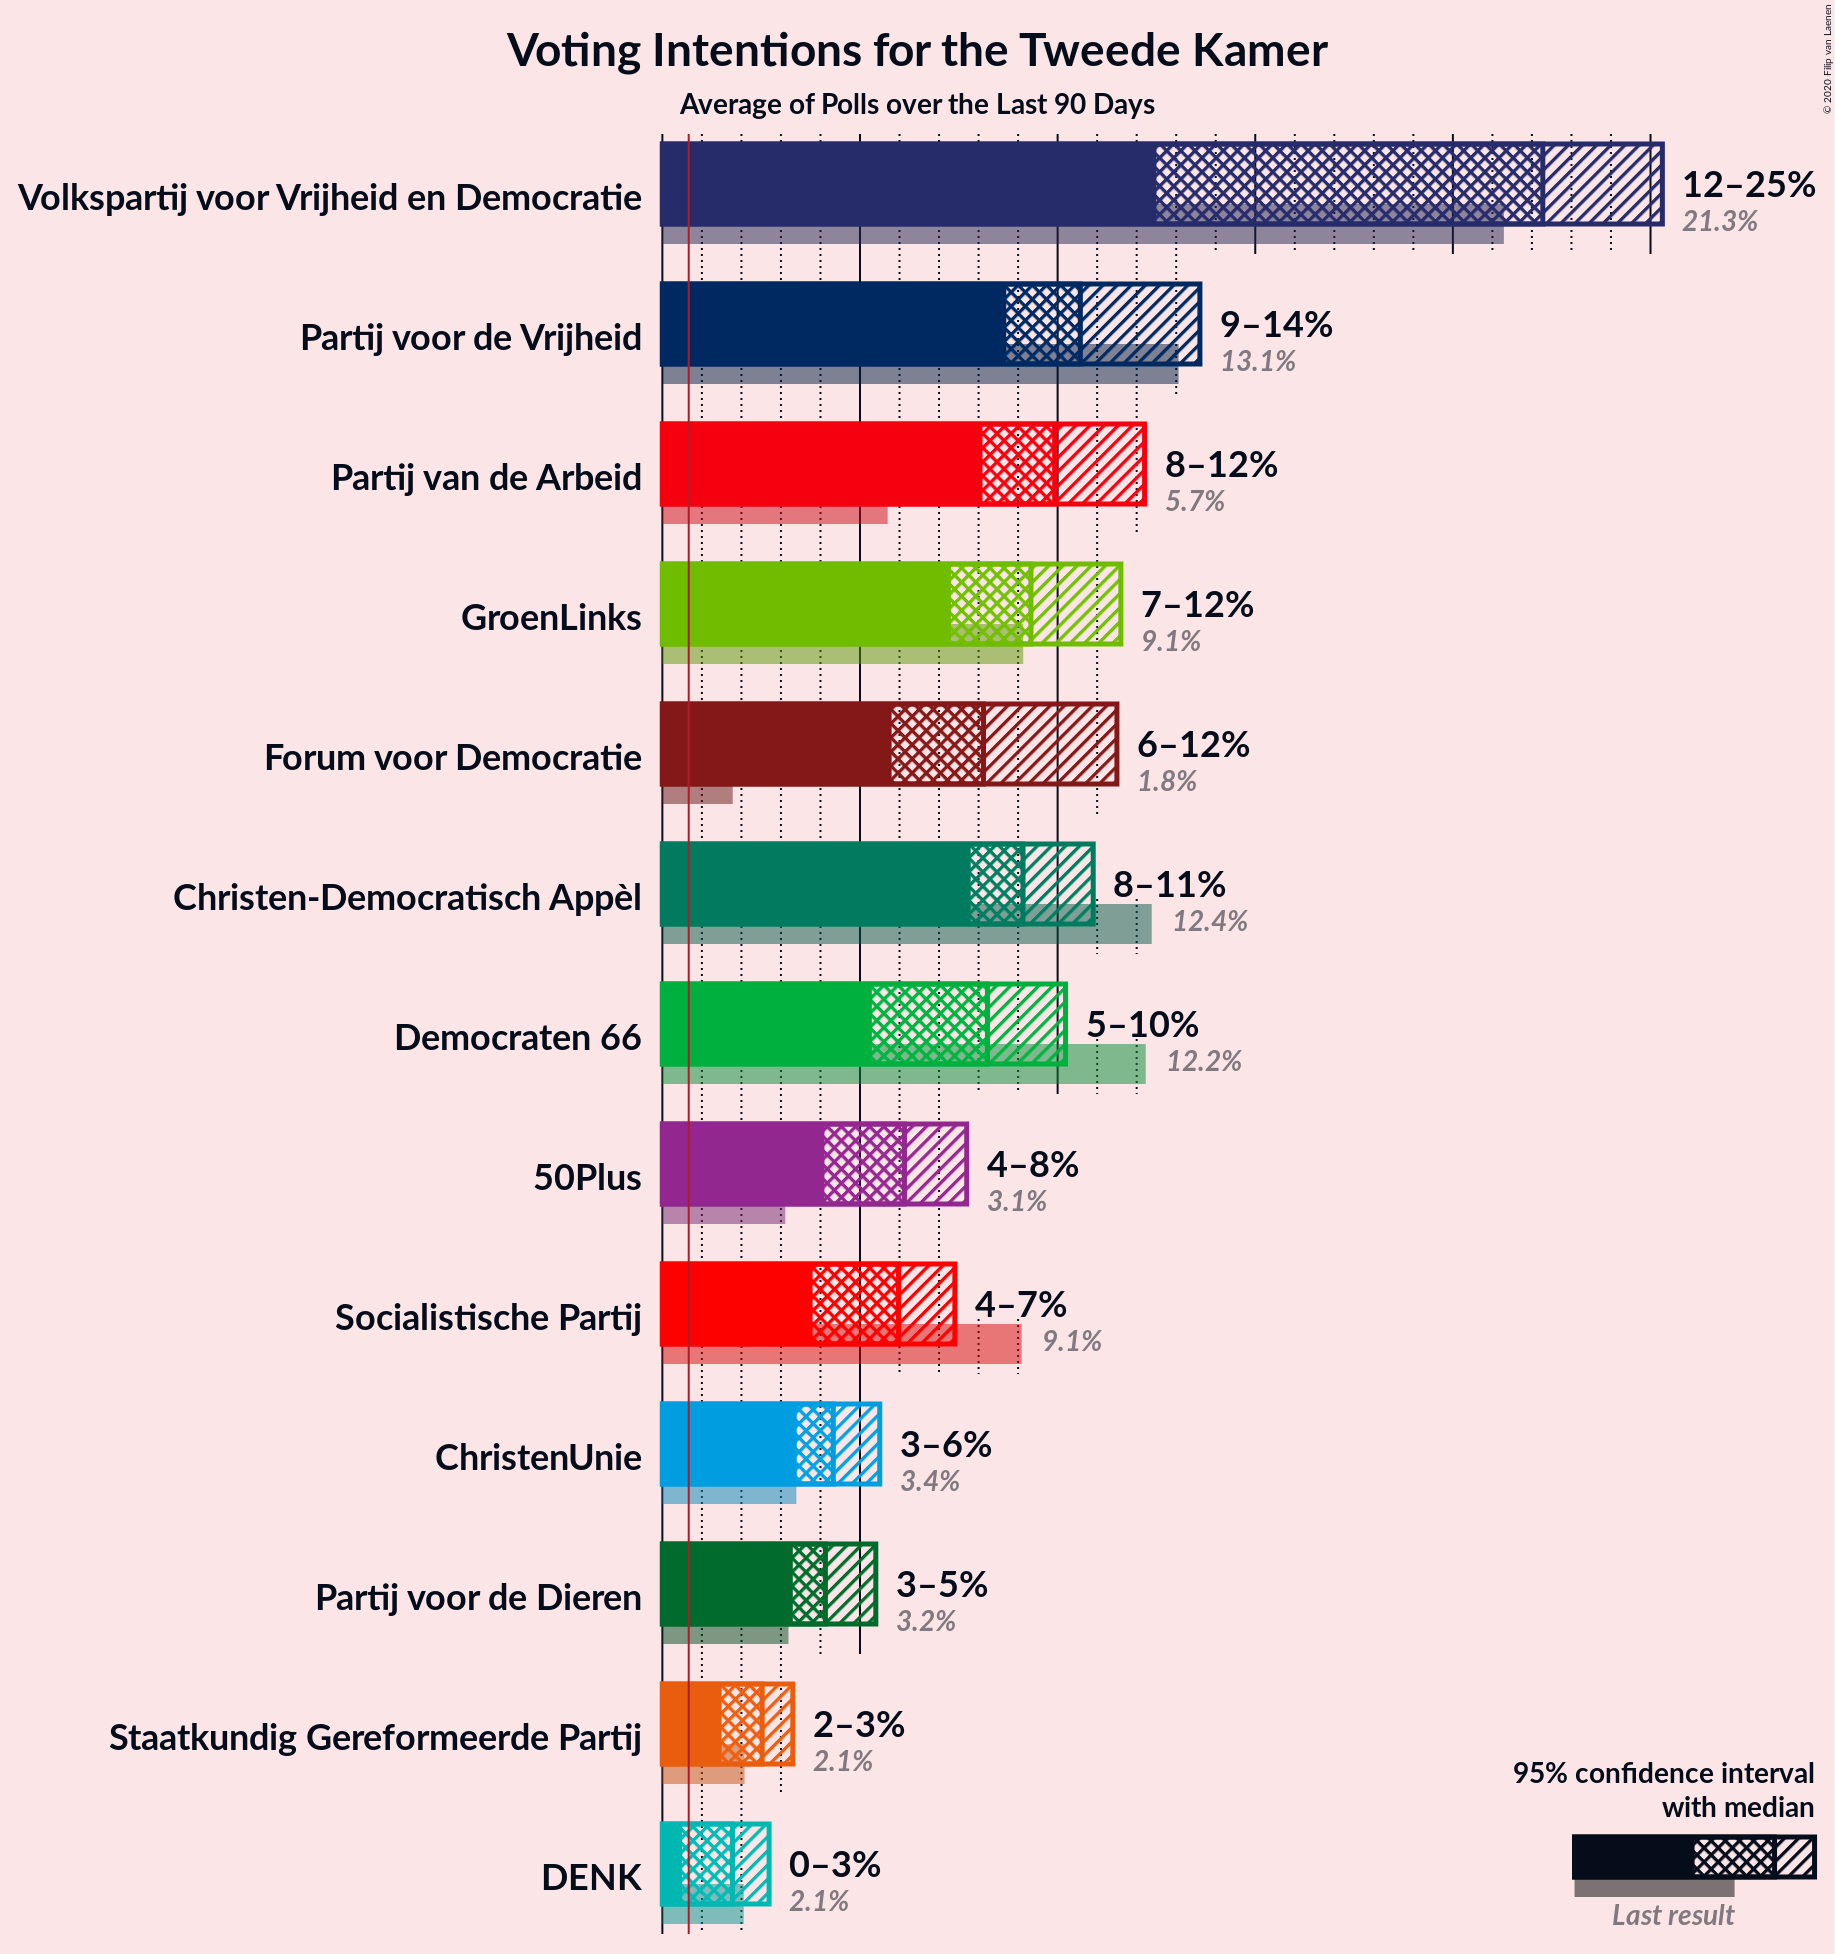 Voting Intentions for the Tweede Kamer
Average of Polls over the Last 90 Days
© 2020 Filip van Laenen
Volkspartij voor Vrijheid en Democratie
12–25%
21.3%
Partij voor de Vrijheid
9–14%
13.1%
Partij van de Arbeid
8–12%
5.7%
GroenLinks
7–12%
9.1%
Forum voor Democratie
6–12%
1.8%
Christen-Democratisch Appèl
8–11%
12.4%
Democraten 66
5–10%
12.2%
50Plus
4–8%
3.1%
Socialistische Partij
4–7%
9.1%
ChristenUnie
3–6%
3.4%
Partij voor de Dieren
3–5%
3.2%
Staatkundig Gereformeerde Partij
2–3%
2.1%
DENK
0–3%
2.1%
95% confidence interval
with median
Last result